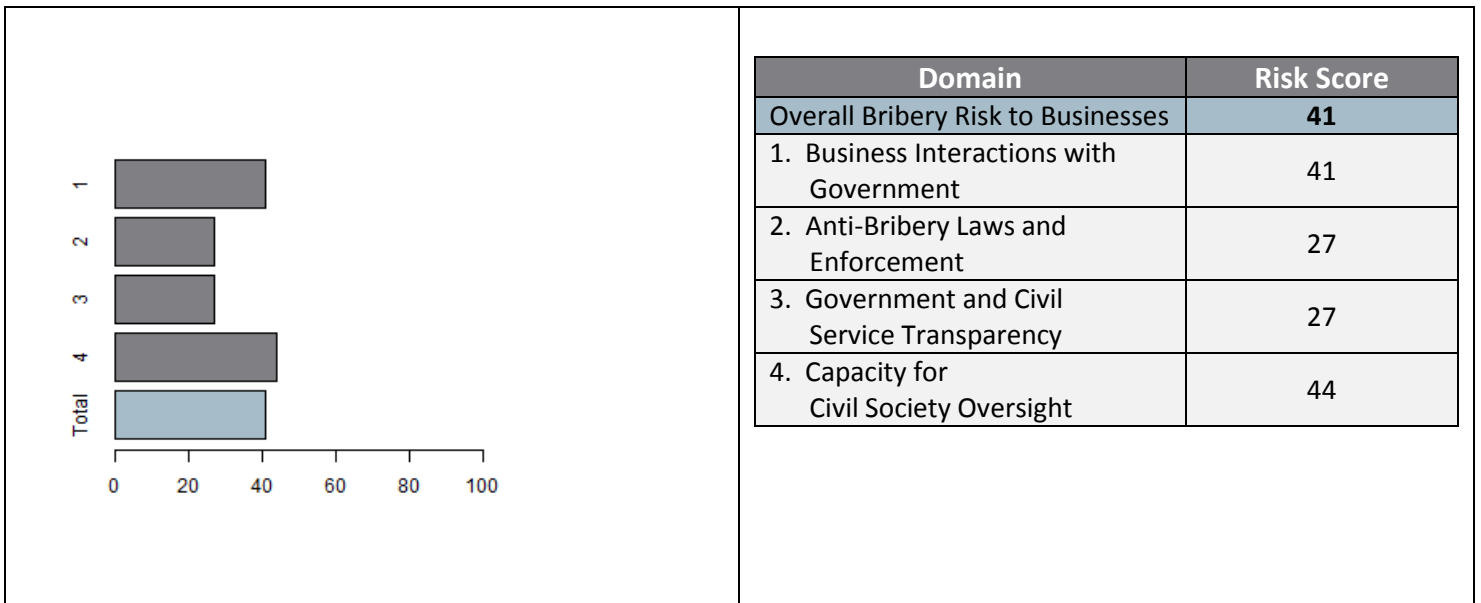 1
2
3
4
Total
0 20 40 60 80 100
Domain Risk Score
Overall Bribery Risk to Businesses 41
1. Business Interactions with
Government
41
2. Anti-Bribery Laws and
Enforcement
27
3. Government and Civil
Service Transparency
27
4. Capacity for
Civil Society Oversight
44